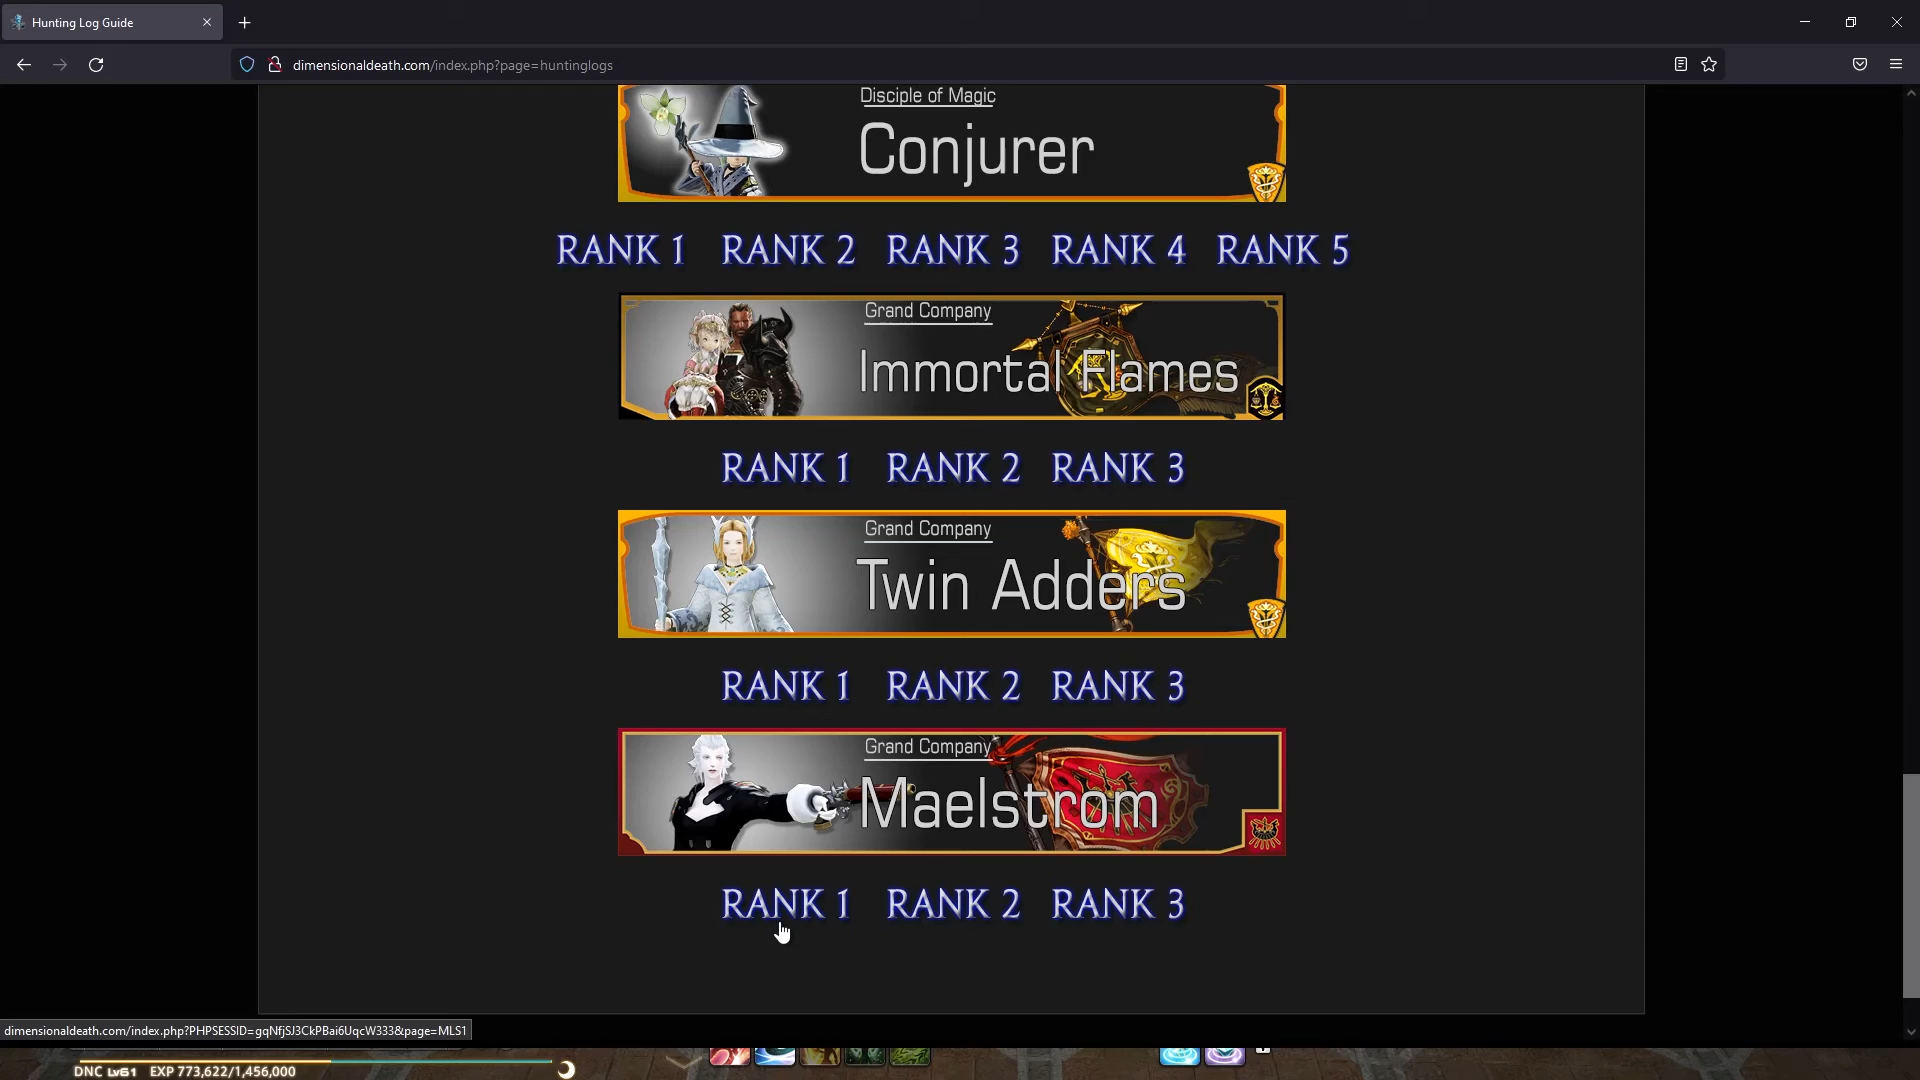 Hunting Log Guide
dimensionaldeath.com/index.php?page=huntinglogs
Disciple of Magic
Conjurer
RANK 1 RANK 2 RANK 3 RANK 4 RANK 5
Grand Company
Immortal Flames
RANK 1 RANK 2 RANK 3
Grand Company
Twin Adders
RANK 1 RANK 2 RANK 3
Grand Company
Maelstrom
RANK 1 RANK 2 RANK 3
dimensionaldeath.com/index.php?PHPSESSID=gqNfjSJ3CkPBai6UqcW333&page=MLS1
DNC Lv61 EXP 773,622/1,456,000